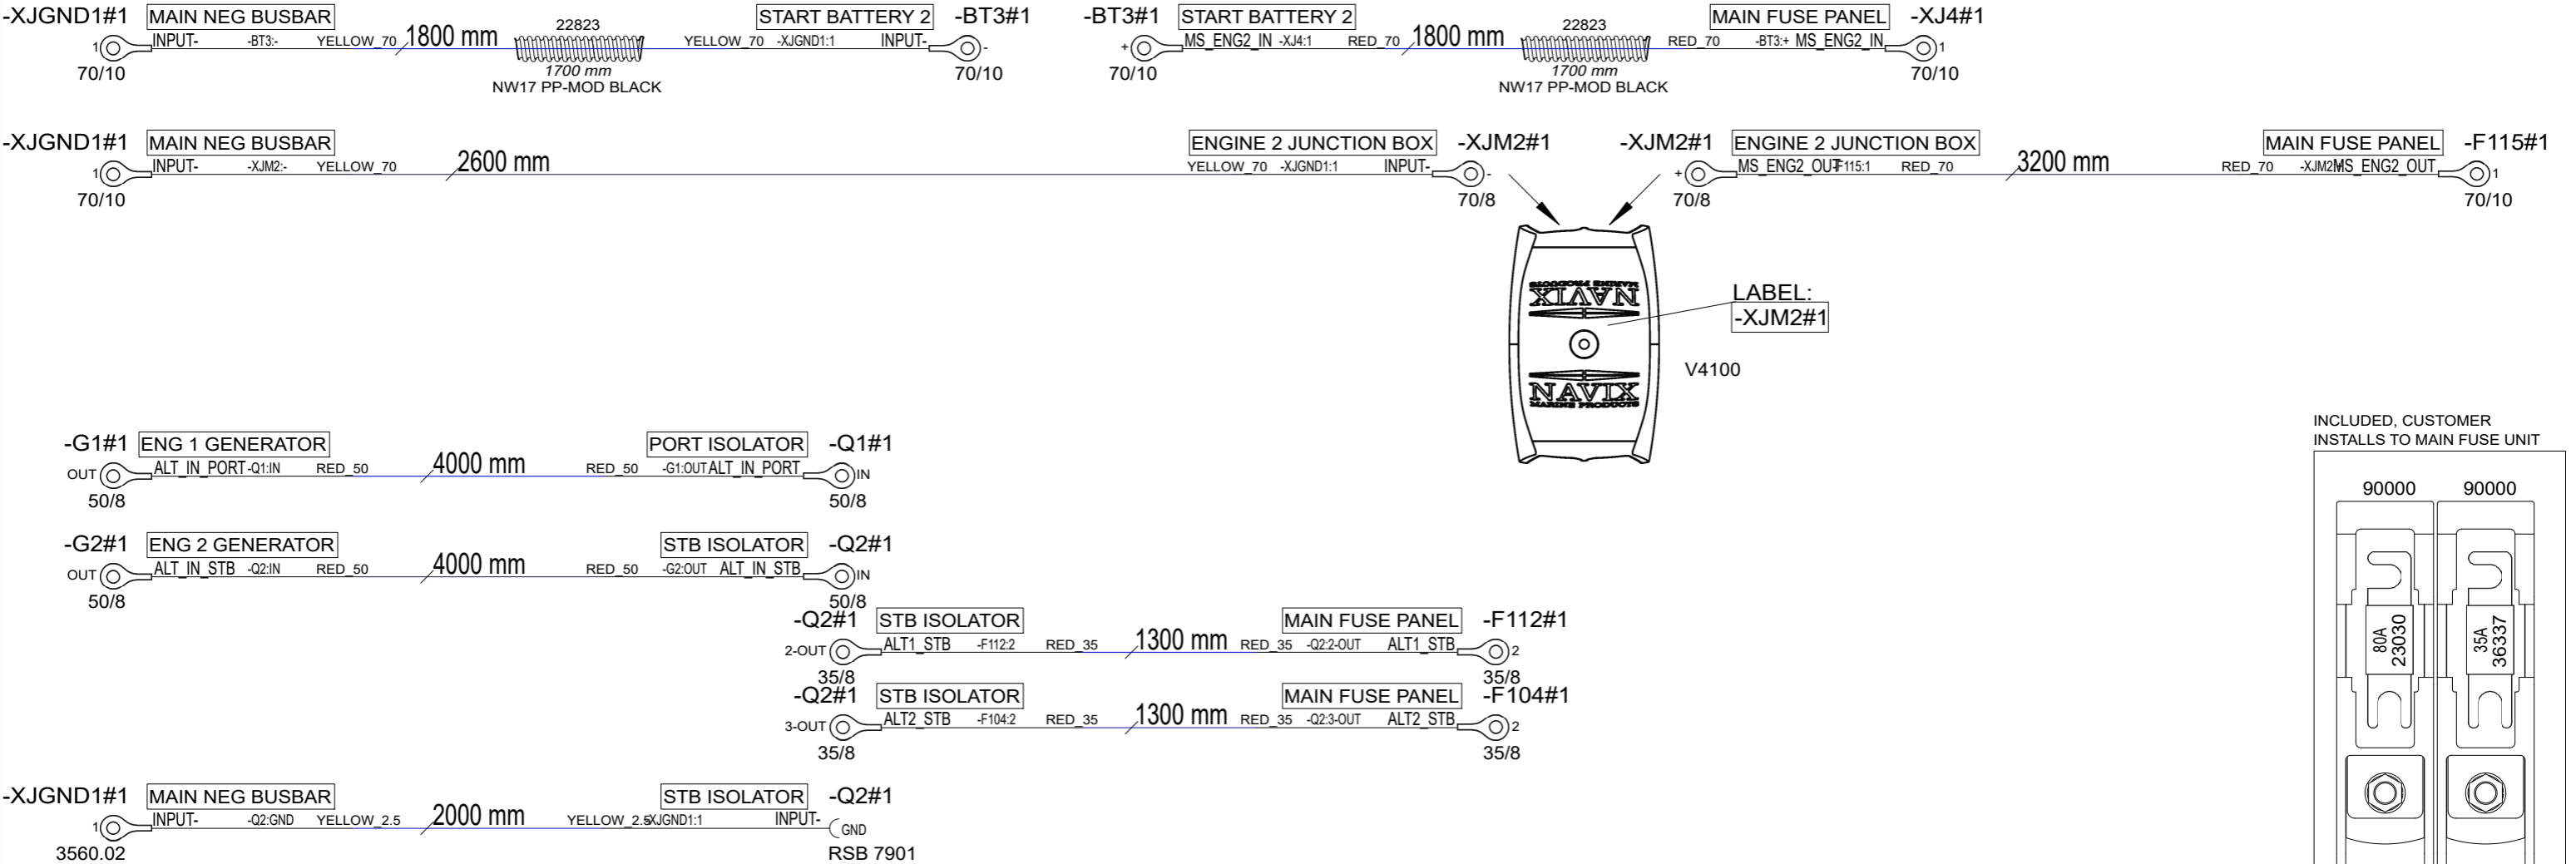 -XJGND1#1 MAIN NEG BUSBAR 22823 START BATTERY 2 -BT3#1
1 INPUT- -BT3:- YELLOW_70 1800 mm YELLOW_70 -XJGND1:1 INPUT- -
70/10 1700 mm 70/10
NW17 PP-MOD BLACK
-BT3#1 START BATTERY 2 22823 MAIN FUSE PANEL -XJ4#1
+ MS_ENG2_IN -XJ4:1 RED_70 1800 mm RED_70 -BT3:+ MS_ENG2_IN 1
70/10 1700 mm 70/10
NW17 PP-MOD BLACK
-XJGND1#1 MAIN NEG BUSBAR ENGINE 2 JUNCTION BOX -XJM2#1
1 INPUT- -XJM2:- YELLOW_70 2600 mm YELLOW_70 -XJGND1:1 INPUT- -
70/10 70/8
-XJM2#1 ENGINE 2 JUNCTION BOX MAIN FUSE PANEL -F115#1
+ MS_ENG2_OUT -F115:1 RED_70 3200 mm RED_70 MS_ENG2_OUT 1
70/8 70/10
NAVIX
MARINE PRODUCTS
LABEL:
-XJM2#1
V4100
NAVIX
MARINE PRODUCTS
-G1#1 ENG 1 GENERATOR PORT ISOLATOR -Q1#1
OUT ALT_IN_PORT -Q1:IN RED_50 4000 mm RED_50 -G1:OUT ALT_IN_PORT IN
50/8 50/8
-G2#1 ENG 2 GENERATOR STB ISOLATOR -Q2#1
OUT ALT_IN_STB -Q2:IN RED_50 4000 mm RED_50 -G2:OUT ALT_IN_STB IN
50/8 50/8
-Q2#1 STB ISOLATOR MAIN FUSE PANEL -F112#1
2-OUT ALT1_STB -F112:2 RED_35 1300 mm RED_35 -Q2:2-OUT ALT1_STB 2
35/8 35/8
-Q2#1 STB ISOLATOR MAIN FUSE PANEL -F104#1
3-OUT ALT2_STB -F104:2 RED_35 1300 mm RED_35 -Q2:3-OUT ALT2_STB 2
35/8 35/8
-XJGND1#1 MAIN NEG BUSBAR STB ISOLATOR -Q2#1
1 INPUT- -Q2:GND YELLOW_2.5 2000 mm YELLOW_2.5 -XJGND1:1 INPUT- GND
3560.02 RSB 7901
INCLUDED, CUSTOMER
INSTALLS TO MAIN FUSE UNIT
90000 90000
80A
23030
35A
36337